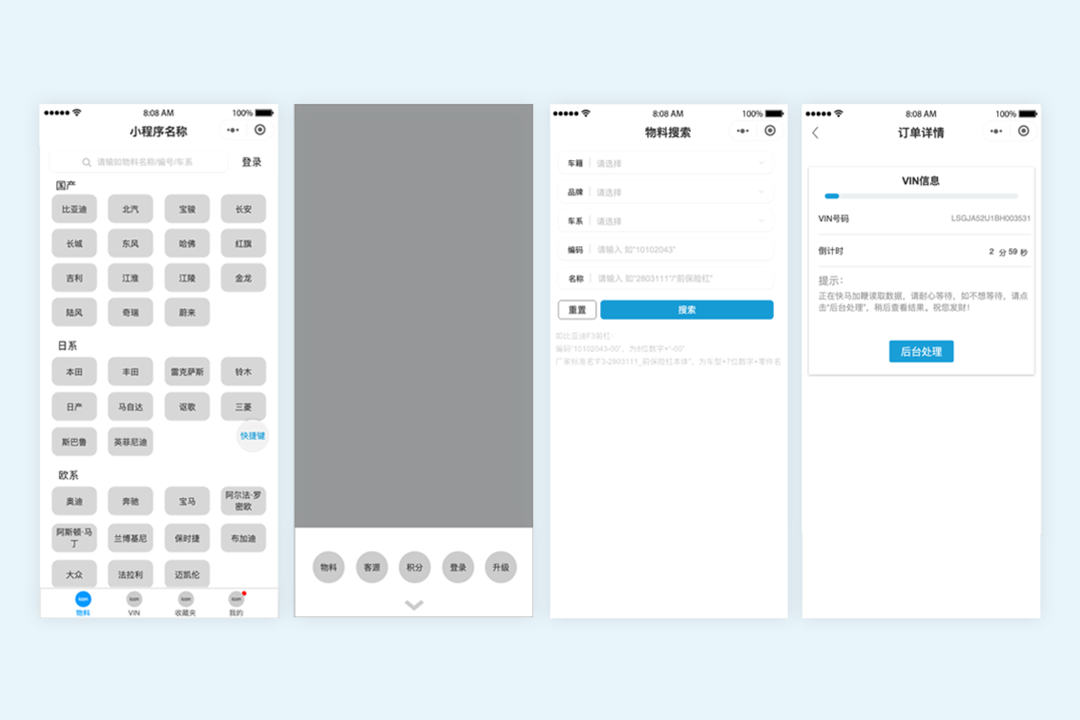 8:08 AM
100%
小程序名称
请输如物料名称/编号/车系
登录
国产
比亚迪
北汽
宝骏
长安
长城
东风
哈佛
红旗
吉利
江淮
江陵
金龙
陆风
奇瑞
蔚来
日系
本田
丰田
雷克萨斯
铃木
日产
马自达
讴歌
三菱
斯巴鲁
英菲尼迪
快捷键
欧系
奥迪
奔驰
宝马
阿尔法·罗
密欧
阿斯顿·马
丁
兰博基尼
保时捷
布加迪
大众
法拉利
迈凯伦
icon
icon
icon
icon
物料
VIN
收藏夹
我的
物料
客源
积分
登录
升级
8:08 AM
100%
物料搜索
车籍
请选择
品牌
请选择
车系
请选择
编码
请输入 如"10102043"
名称
请输入 如"2803111"/"前保险杠"
重置
搜索
如比亚迪F3前杠:
编码"10102043-00"，为8位数字+"-00"
厂家标准名"F3-2803111_前保险杠本体"，为车型+7位数字+零件名
8:08 AM
100%
订单详情
VIN信息
VIN号码
LSGJA52U1BH003531
倒计时
2 分 59 秒
提示：
正在快马加鞭读取数据，请耐心等待，如不想等待，请点
击"后台处理"，稍后查看结果。祝您发财！
后台处理